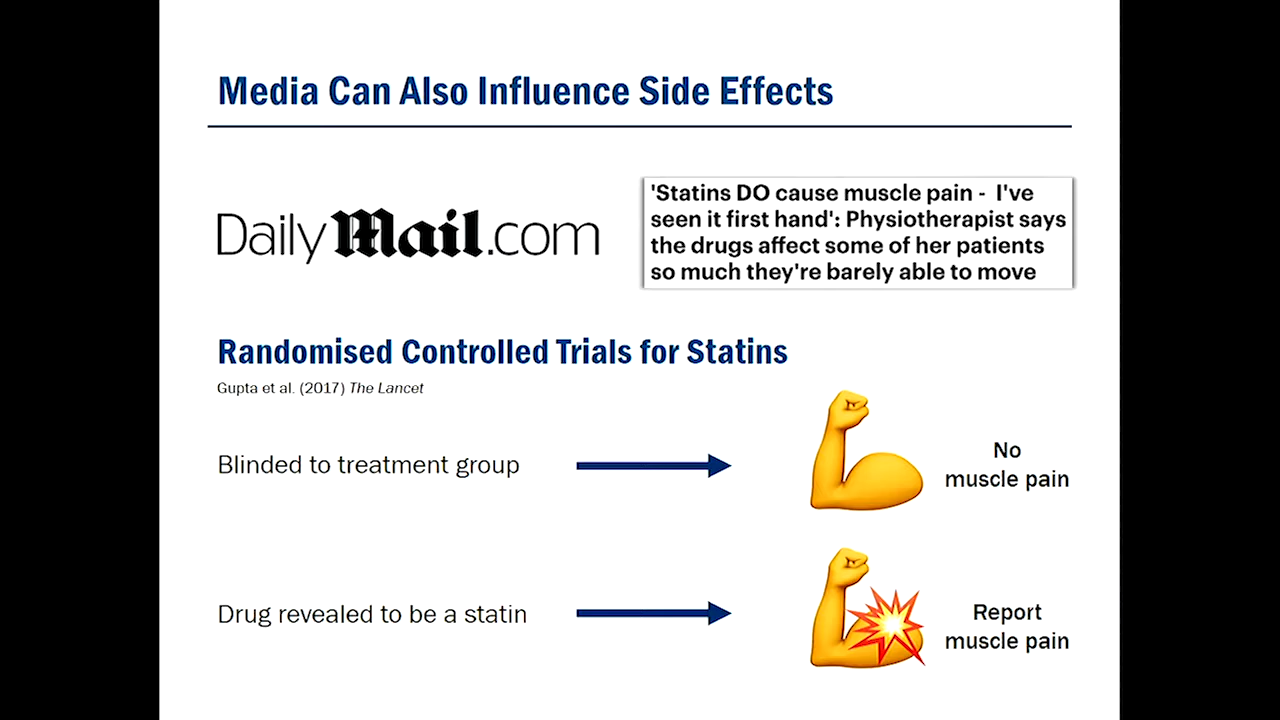 Media Can Also Influence Side Effects
DailyMail.com
'Statins DO cause muscle pain - I've
seen it first hand': Physiotherapist says
the drugs affect some of her patients
so much they're barely able to move
Randomised Controlled Trials for Statins
Gupta et al. (2017) The Lancet
Blinded to treatment group
No
muscle pain
Drug revealed to be a statin
Report
muscle pain